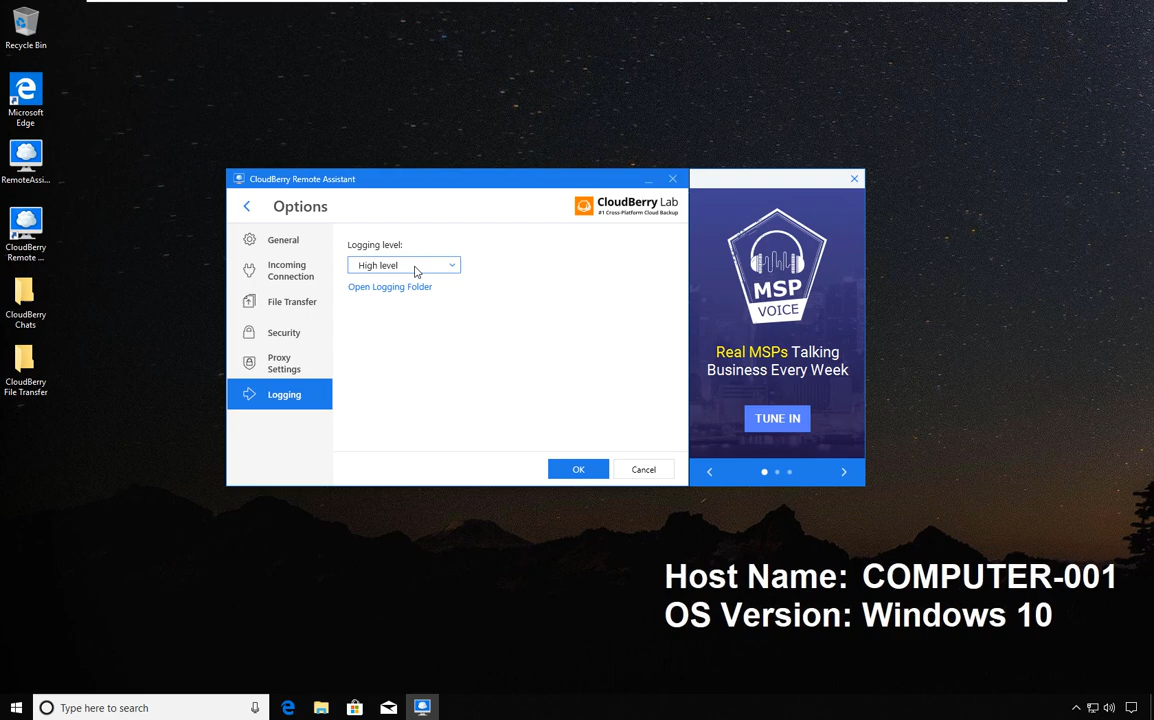 Recycle Bin
Microsoft
Edge
RemoteAssi...
CloudBerry
Remote ...
CloudBerry
Chats
CloudBerry
File Transfer
CloudBerry Remote Assistant
Options
CloudBerry Lab
#1 Cross-Platform Cloud Backup
General
Incoming
Connection
File Transfer
Security
Proxy
Settings
Logging
Logging level:
High level
Open Logging Folder
OK
Cancel
MSP
VOICE
Real MSPs Talking
Business Every Week
TUNE IN
Host Name: COMPUTER-001
OS Version: Windows 10
Type here to search